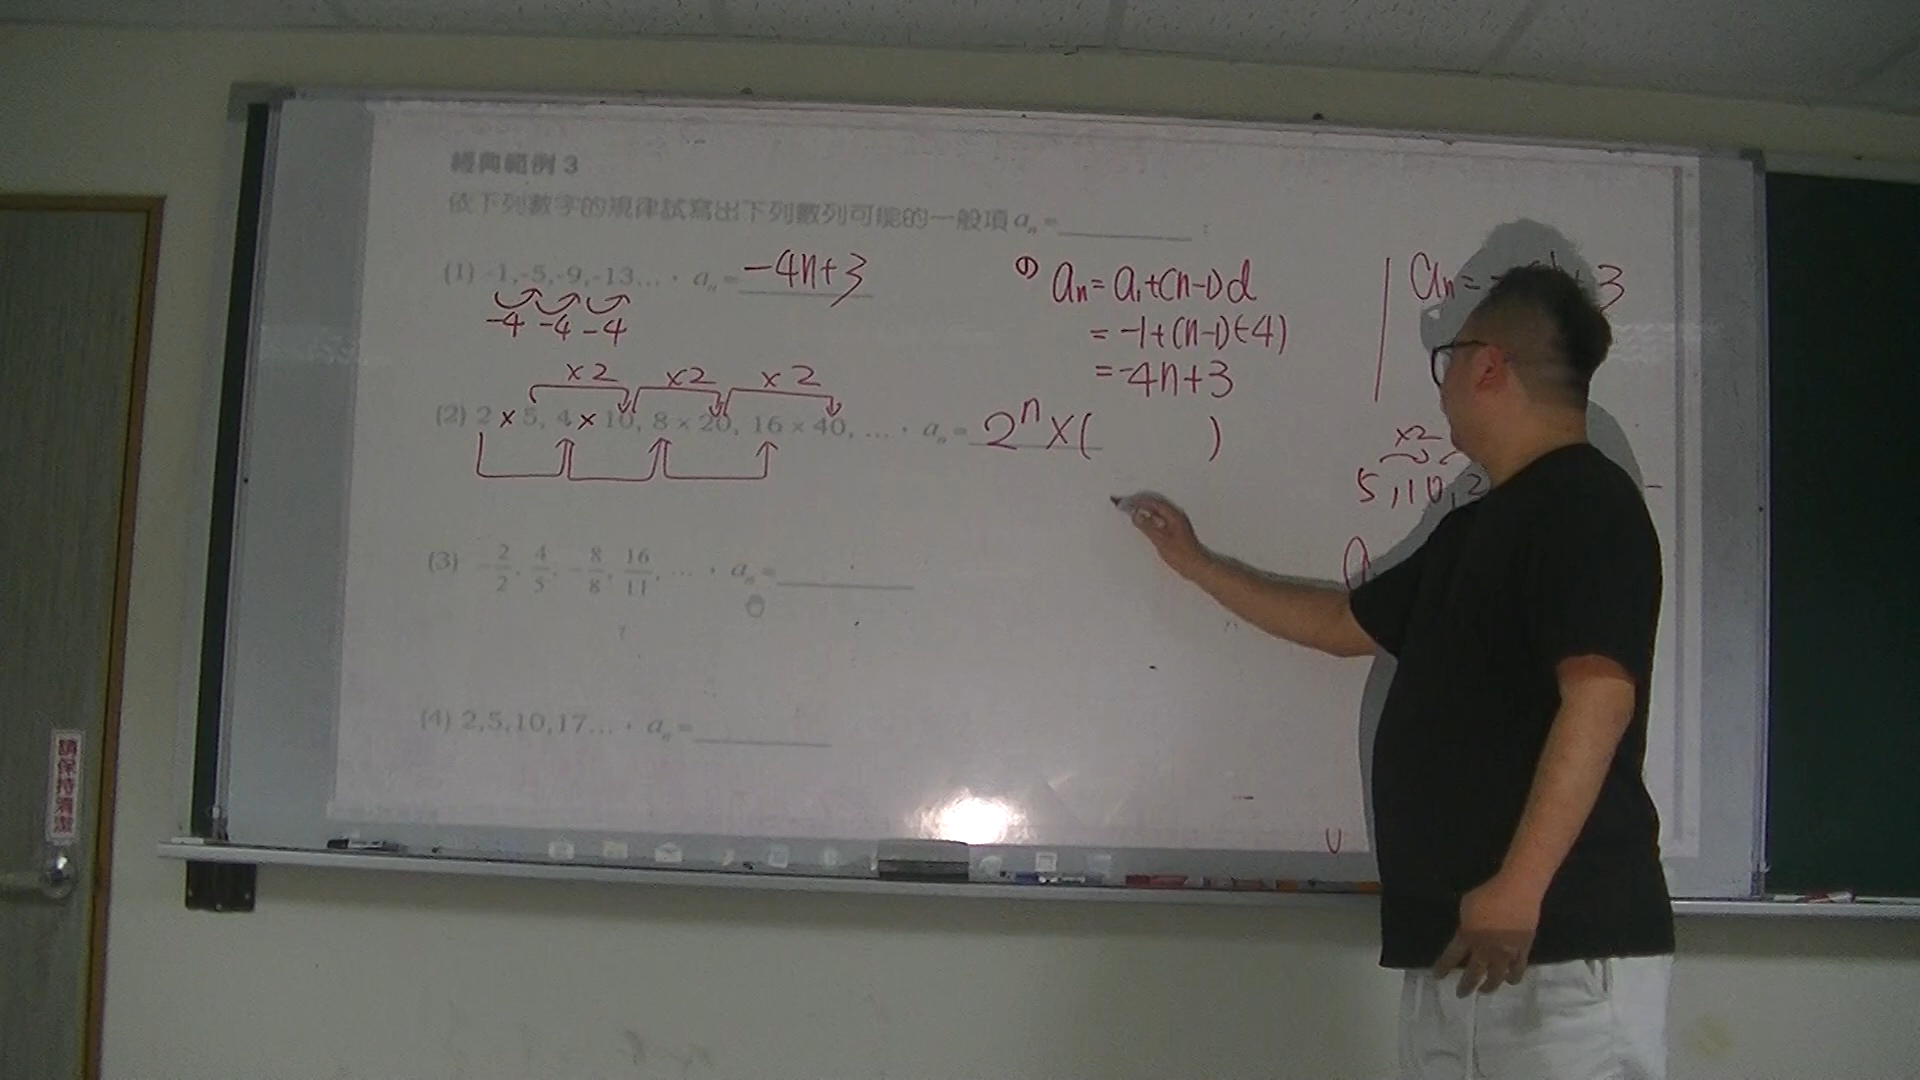 經典範例 3
依下列數字的規律試寫出下列數列可能的一般項 aₙ=______：
(1) -1,-5,-9,-13...，aₙ= -4n+3
-4 -4 -4
① aₙ= a₁+(n-1)d
= -1+(n-1)(-4)
= -4n+3
aₙ= 3
×2 ×2 ×2
(2) 2×5, 4×10, 8×20, 16×40, ...，aₙ= 2ⁿ×( )
×2
5,10,2
(3) -2/2, 4/5, -8/8, 16/11, ...，aₙ=______
(4) 2,5,10,17...，aₙ=______
請保持清潔